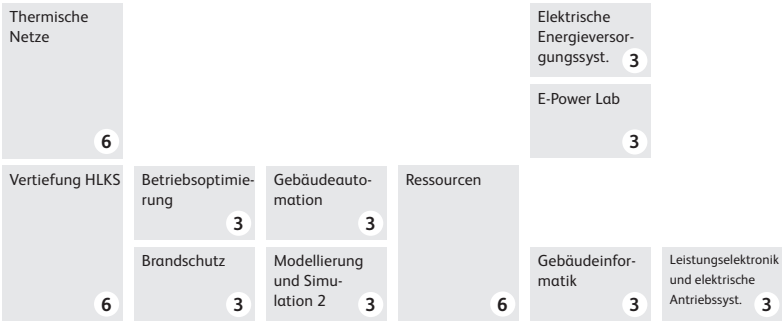 Thermische
Netze
6
Elektrische
Energieversor-
gungssyst. 3
E-Power Lab
3
Vertiefung HLKS
6
Betriebsoptimie-
rung
3
Gebäudeauto-
mation
3
Ressourcen
6
Brandschutz
3
Modellierung
und Simu-
lation 2 3
Gebäudeinfor-
matik
3
Leistungselektronik
und elektrische
Antriebssyst. 3